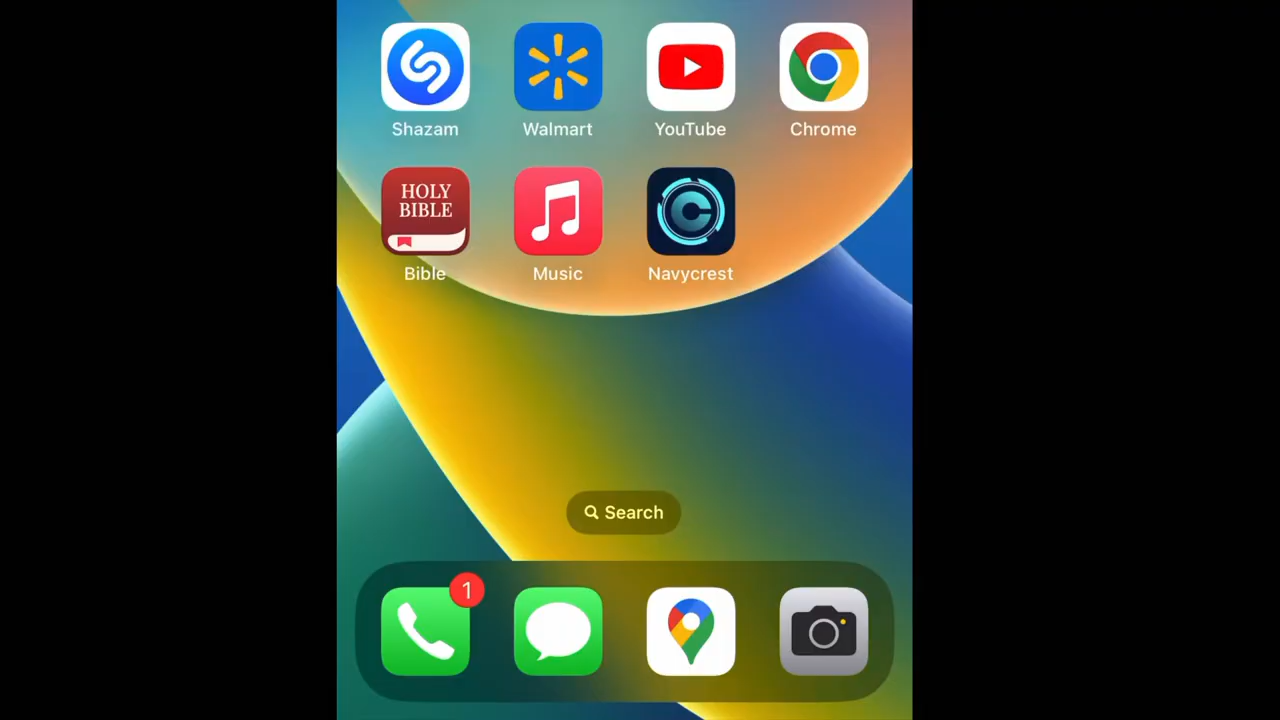 Shazam
Walmart
YouTube
Chrome
HOLY
BIBLE
Bible
Music
Navycrest
Search
1